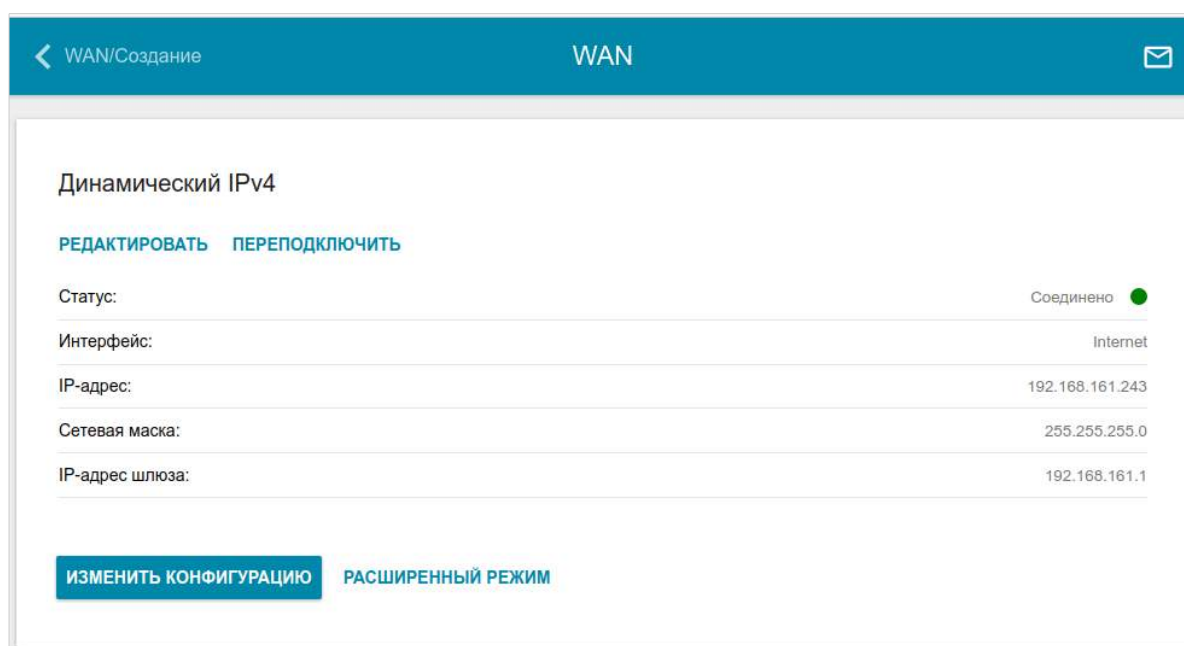 WAN/Создание WAN
Динамический IPv4
РЕДАКТИРОВАТЬ ПЕРЕПОДКЛЮЧИТЬ
Статус: Соединено
Интерфейс: Internet
IP-адрес: 192.168.161.243
Сетевая маска: 255.255.255.0
IP-адрес шлюза: 192.168.161.1
ИЗМЕНИТЬ КОНФИГУРАЦИЮ РАСШИРЕННЫЙ РЕЖИМ